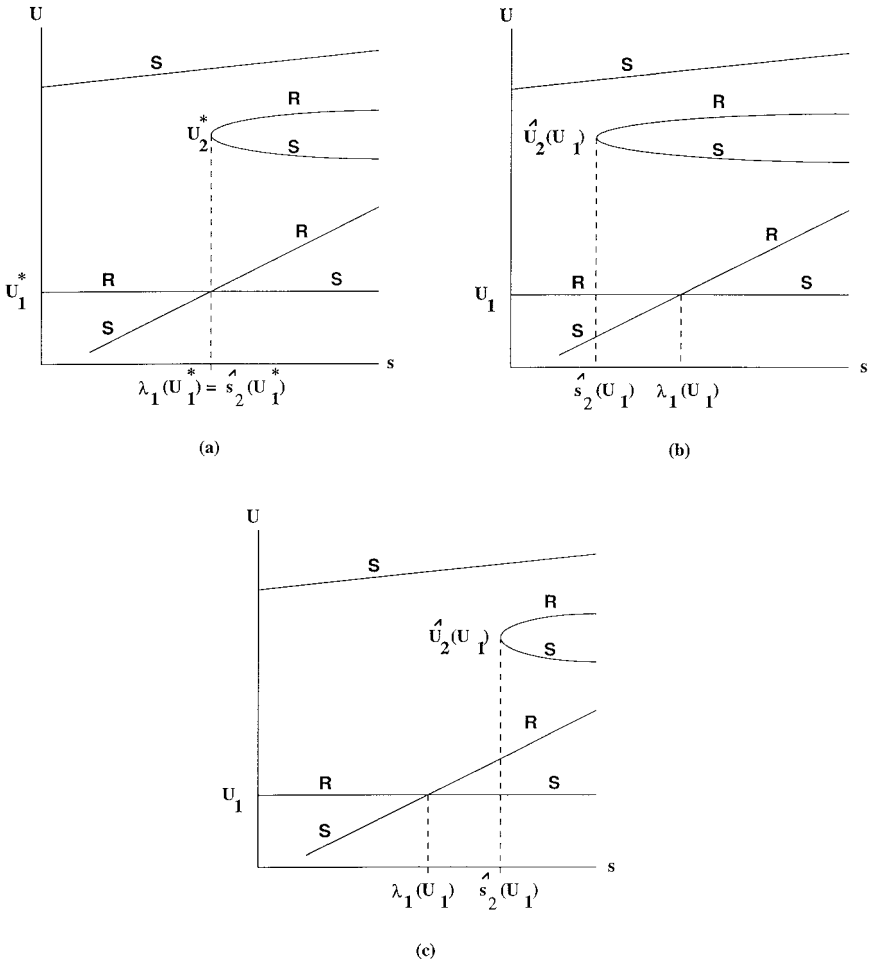 U U
S S
R R
U₂* Û₂(U₁)
S S
R R
U₁* R S U₁ R S
S S
s s
λ₁(U₁*) = ŝ₂(U₁*) ŝ₂(U₁) λ₁(U₁)
(a) (b)
U
S
R
Û₂(U₁)
S
R
U₁ R S
S
s
λ₁(U₁) ŝ₂(U₁)
(c)